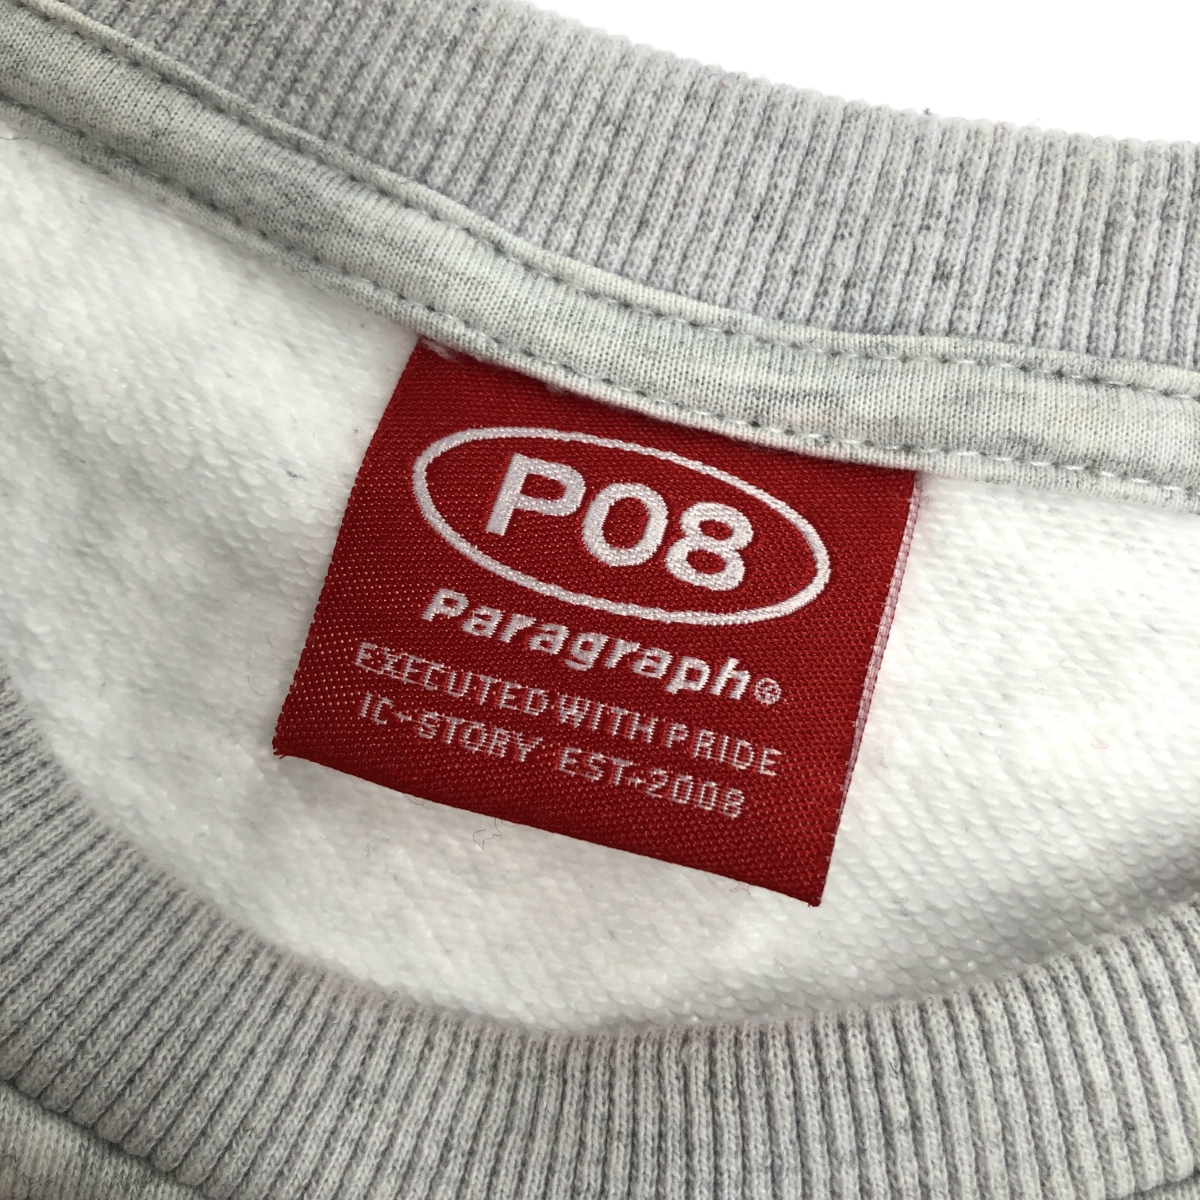 P08
Paragraph®
EXECUTED WITH PRIDE
IC-STORY EST-2008